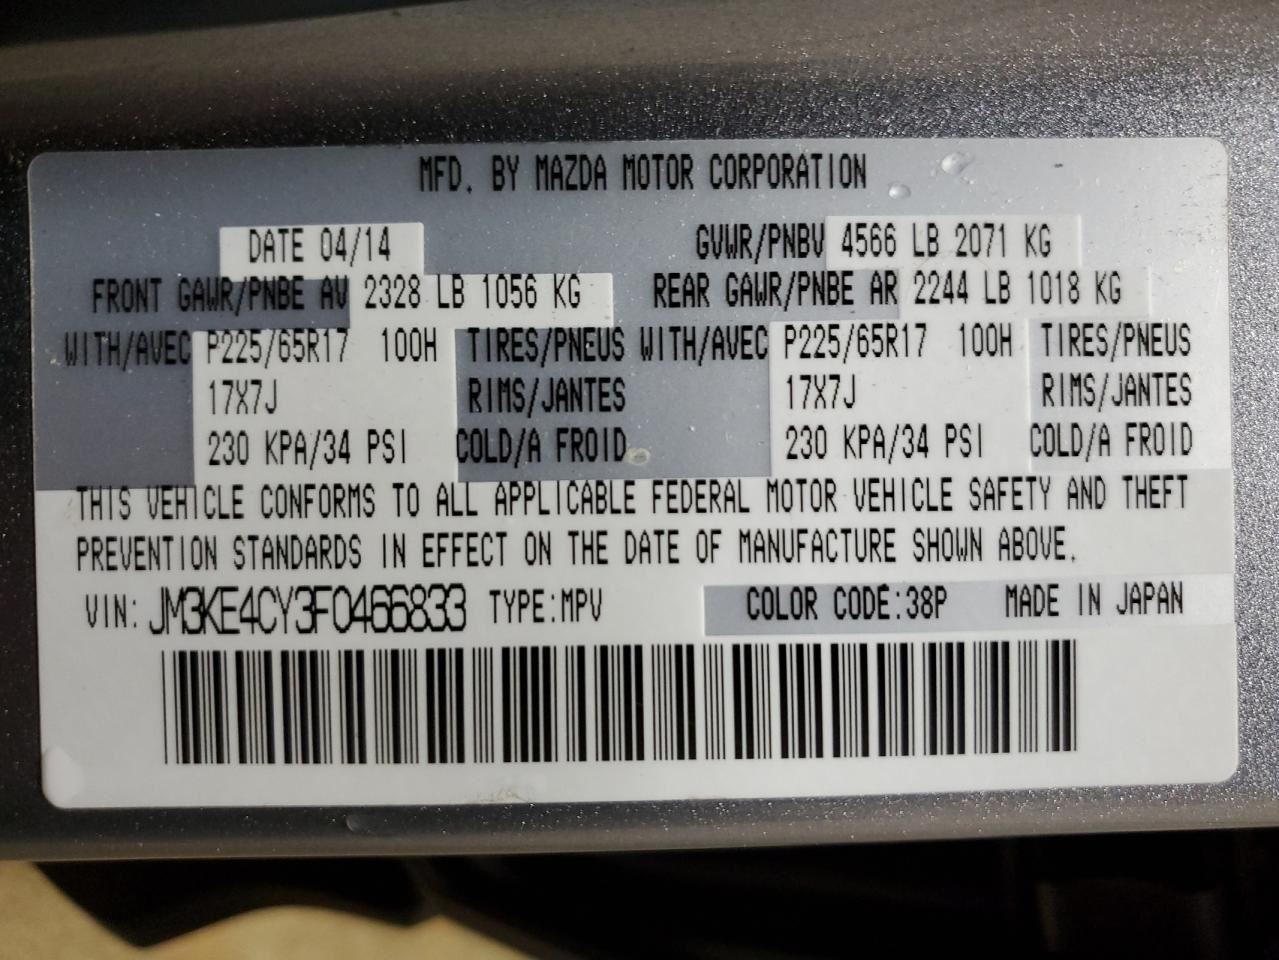 MFD. BY MAZDA MOTOR CORPORATION
DATE 04/14 GVWR/PNBV 4566 LB 2071 KG
FRONT GAWR/PNBE AV 2328 LB 1056 KG REAR GAWR/PNBE AR 2244 LB 1018 KG
WITH/AVEC P225/65R17 100H TIRES/PNEUS WITH/AVEC P225/65R17 100H TIRES/PNEUS
17X7J RIMS/JANTES 17X7J RIMS/JANTES
230 KPA/34 PSI COLD/A FROID 230 KPA/34 PSI COLD/A FROID
THIS VEHICLE CONFORMS TO ALL APPLICABLE FEDERAL MOTOR VEHICLE SAFETY AND THEFT
PREVENTION STANDARDS IN EFFECT ON THE DATE OF MANUFACTURE SHOWN ABOVE.
VIN: JM3KE4CY3F0466833 TYPE:MPV COLOR CODE:38P MADE IN JAPAN